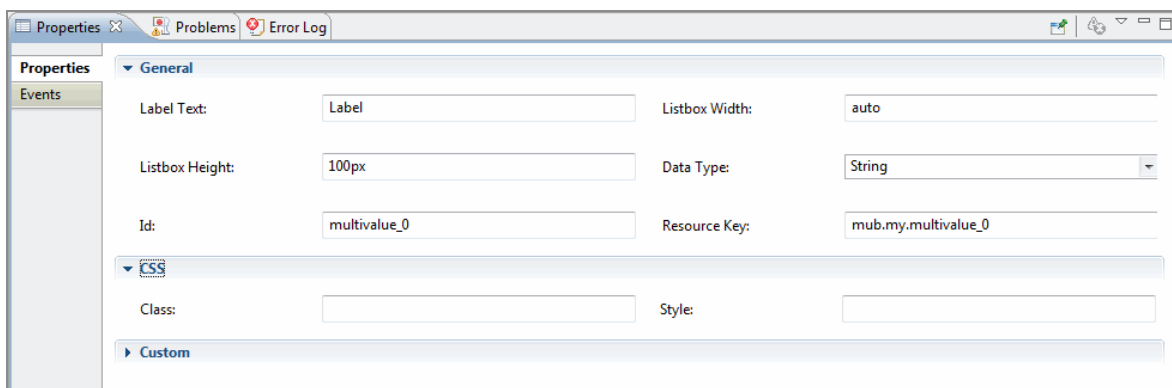 Properties Problems Error Log
Properties
Events
General
Label Text: Label Listbox Width: auto
Listbox Height: 100px Data Type: String
Id: multivalue_0 Resource Key: mub.my.multivalue_0
CSS
Class: Style:
Custom